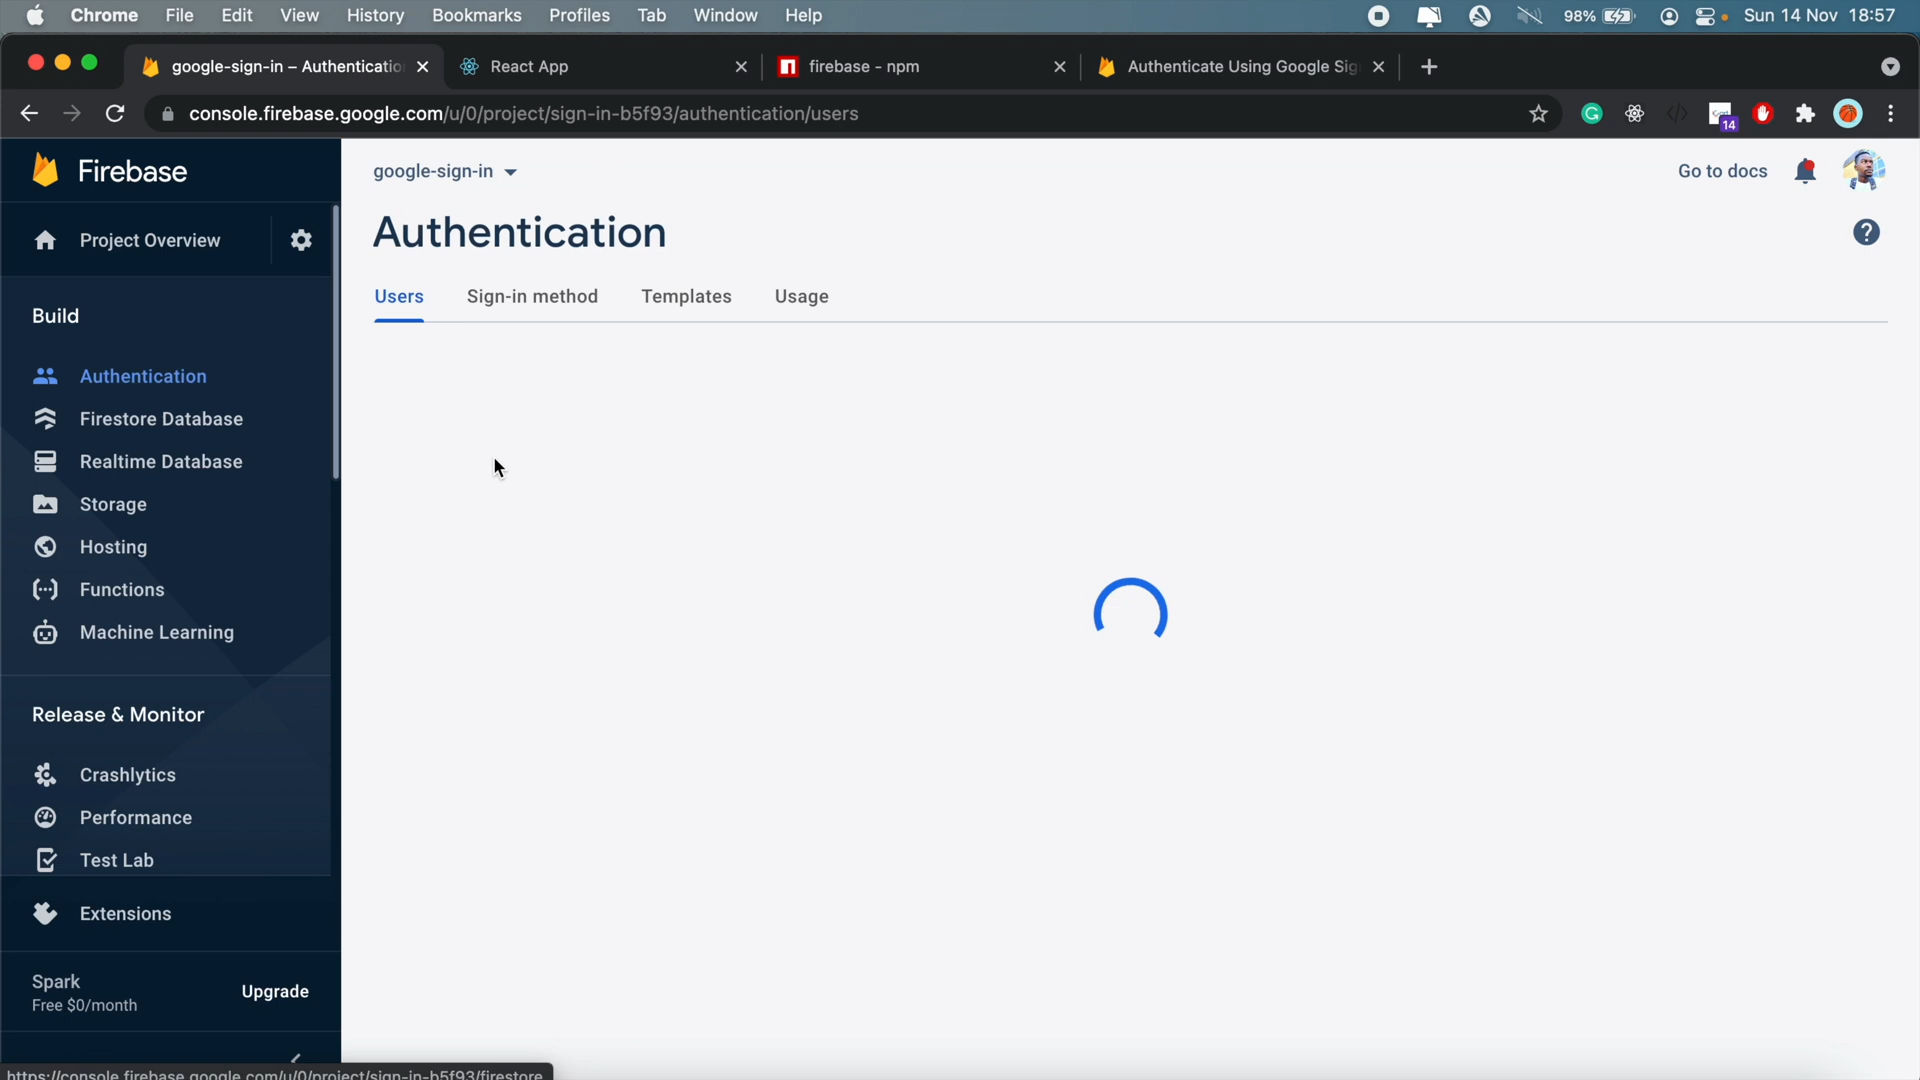 Chrome File Edit View History Bookmarks Profiles Tab Window Help 98% Sun 14 Nov 18:57
google-sign-in – Authenticatio React App firebase - npm Authenticate Using Google Sig
console.firebase.google.com/u/0/project/sign-in-b5f93/authentication/users 14
Firebase
google-sign-in
Go to docs
Authentication
Project Overview
Users Sign-in method Templates Usage
Build
Authentication
Firestore Database
Realtime Database
Storage
Hosting
Functions
Machine Learning
Release & Monitor
Crashlytics
Performance
Test Lab
Extensions
Spark
Free $0/month
Upgrade
https://console.firebase.google.com/u/0/project/sign-in-b5f93/firestore